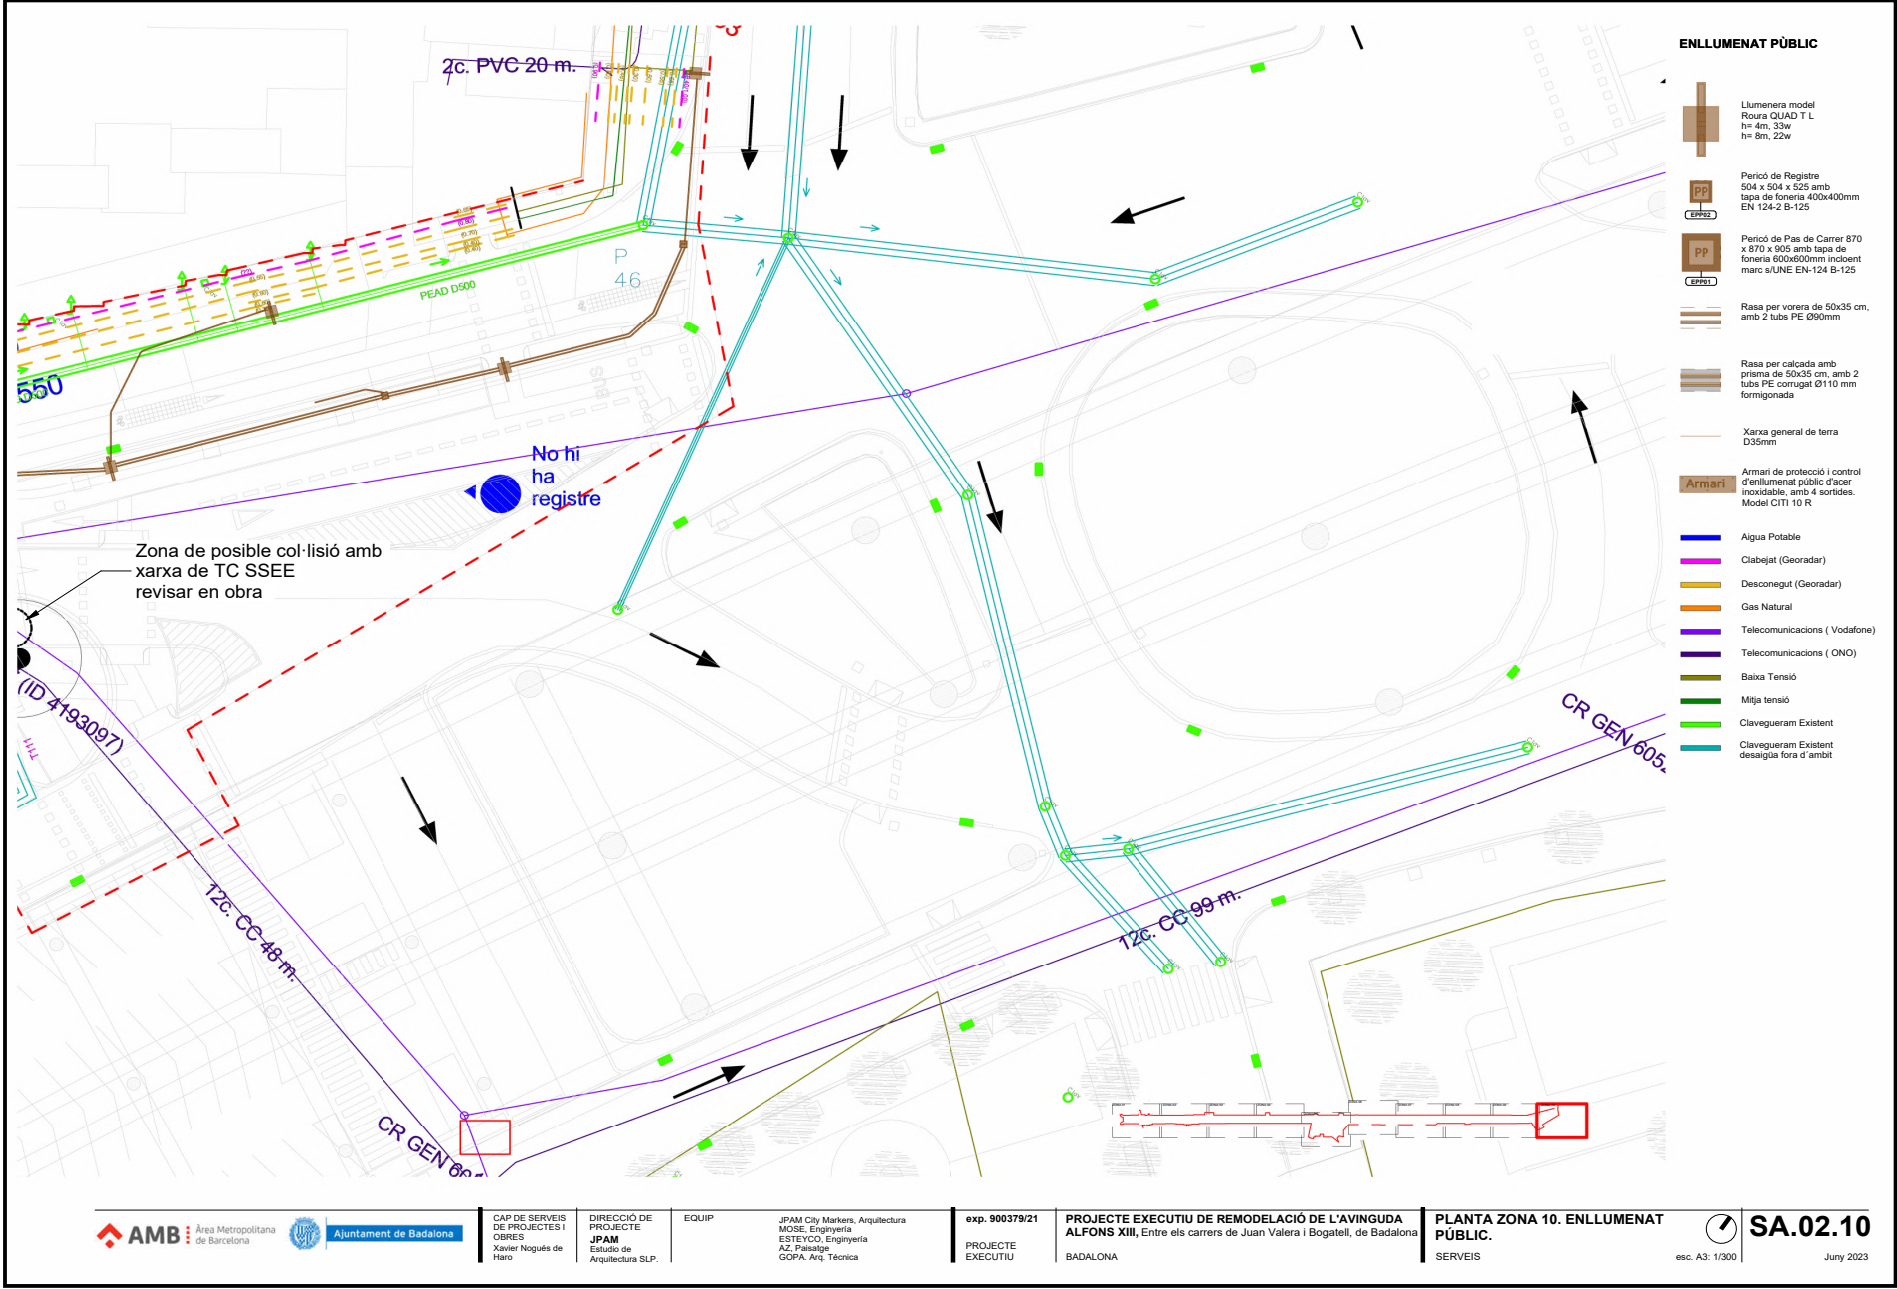 2c. PVC 20 m.
P
46
PEAD D500
550
BUS
No hi
ha
registre
Zona de posible col·lisió amb
xarxa de TC SSEE
revisar en obra
(ID 4193097)
T111
12c. CC 48 m.
12c. CC 99 m.
CR GEN 605
CR GEN
ENLLUMENAT PÙBLIC
Llumenera model
Roura QUAD T L
h= 4m, 33w
h= 8m, 22w
PP
EPP02
Pericó de Registre
504 x 504 x 525 amb
tapa de foneria 400x400mm
EN 124-2 B-125
PP
EPP01
Pericó de Pas de Carrer 870
x 870 x 905 amb tapa de
foneria 600x600mm incloent
marc s/UNE EN-124 B-125
Rasa per vorera de 50x35 cm,
amb 2 tubs PE Ø90mm
Rasa per calçada amb
prisma de 50x35 cm, amb 2
tubs PE corrugat Ø110 mm
formigonada
Xarxa general de terra
D35mm
Armari
Armari de protecció i control
d'enllumenat públic d'acer
inoxidable, amb 4 sortides.
Model CITI 10 R
Aigua Potable
Clabejat (Georadar)
Desconegut (Georadar)
Gas Natural
Telecomunicacions ( Vodafone)
Telecomunicacions ( ONO)
Baixa Tensió
Mitja tensió
Clavegueram Existent
Clavegueram Existent
desaigüa fora d´ambit
AMB
Àrea Metropolitana
de Barcelona
Ajuntament de Badalona
CAP DE SERVEIS
DE PROJECTES I
OBRES
Xavier Nogués de
Haro
DIRECCIÓ DE
PROJECTE
JPAM
Estudio de
Arquitectura SLP.
EQUIP
JPAM City Markers, Arquitectura
MOSE, Enginyería
ESTEYCO, Enginyería
AZ, Paisatge
GOPA. Arq. Técnica
exp. 900379/21
PROJECTE
EXECUTIU
PROJECTE EXECUTIU DE REMODELACIÓ DE L'AVINGUDA
ALFONS XIII, Entre els carrers de Juan Valera i Bogatell, de Badalona
BADALONA
PLANTA ZONA 10. ENLLUMENAT
PÚBLIC.
SERVEIS
esc. A3: 1/300
SA.02.10
Juny 2023